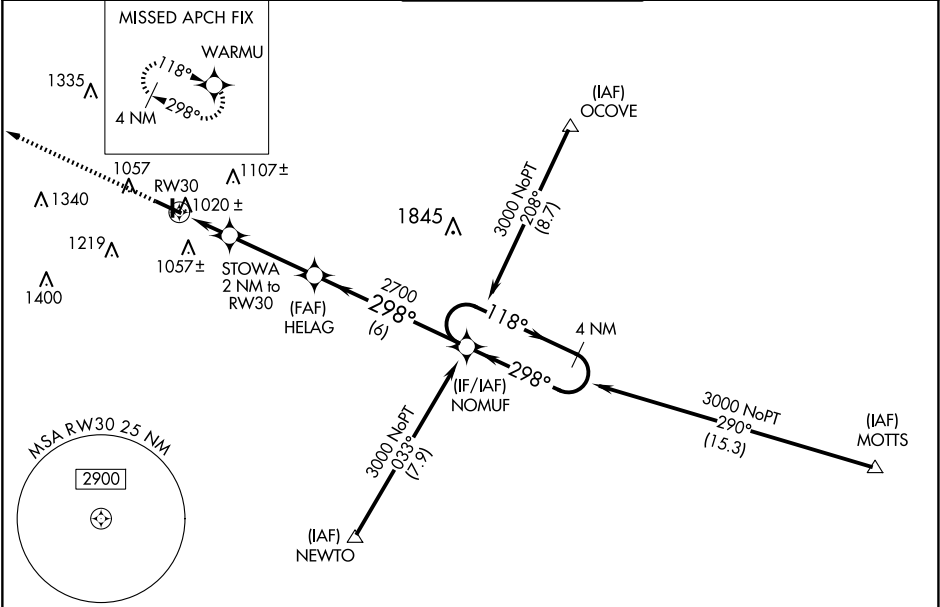 MISSED APCH FIX
WARMU
118°
298°
4 NM
1335
(IAF)
OCOVE
3000 NoPT
208°
(8.7)
1057
1107±
RW30
1340
1020 ±
1845
1219
1057±
1400
STOWA
2 NM to
RW30
(FAF)
HELAG
2700
298°
(6)
118°
4 NM
298°
(IF/IAF)
NOMUF
3000 NoPT
290°
(15.3)
(IAF)
MOTTS
3000 NoPT
033°
(7.9)
(IAF)
NEWTO
MSA RW30 25 NM
2900